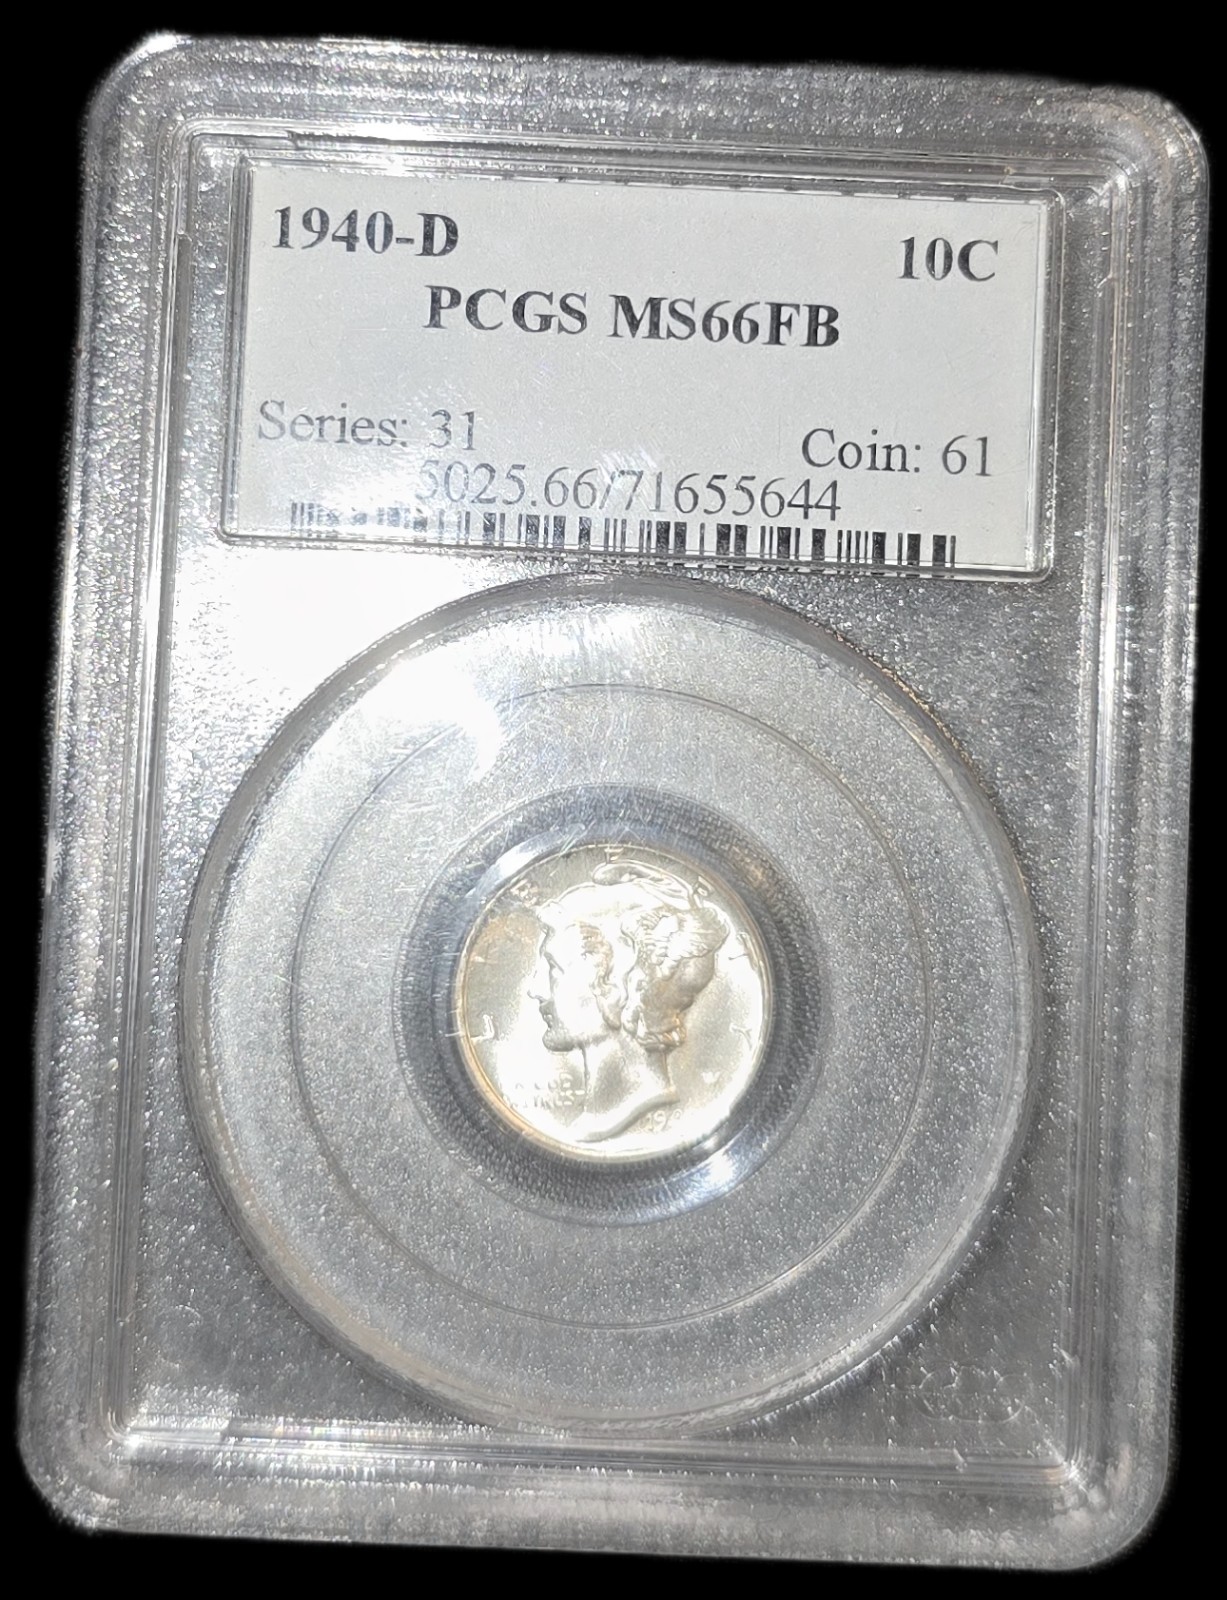 1940-D 10C
PCGS MS66FB
Series: 31 Coin: 61
5025.66/71655644
L I B E R T Y